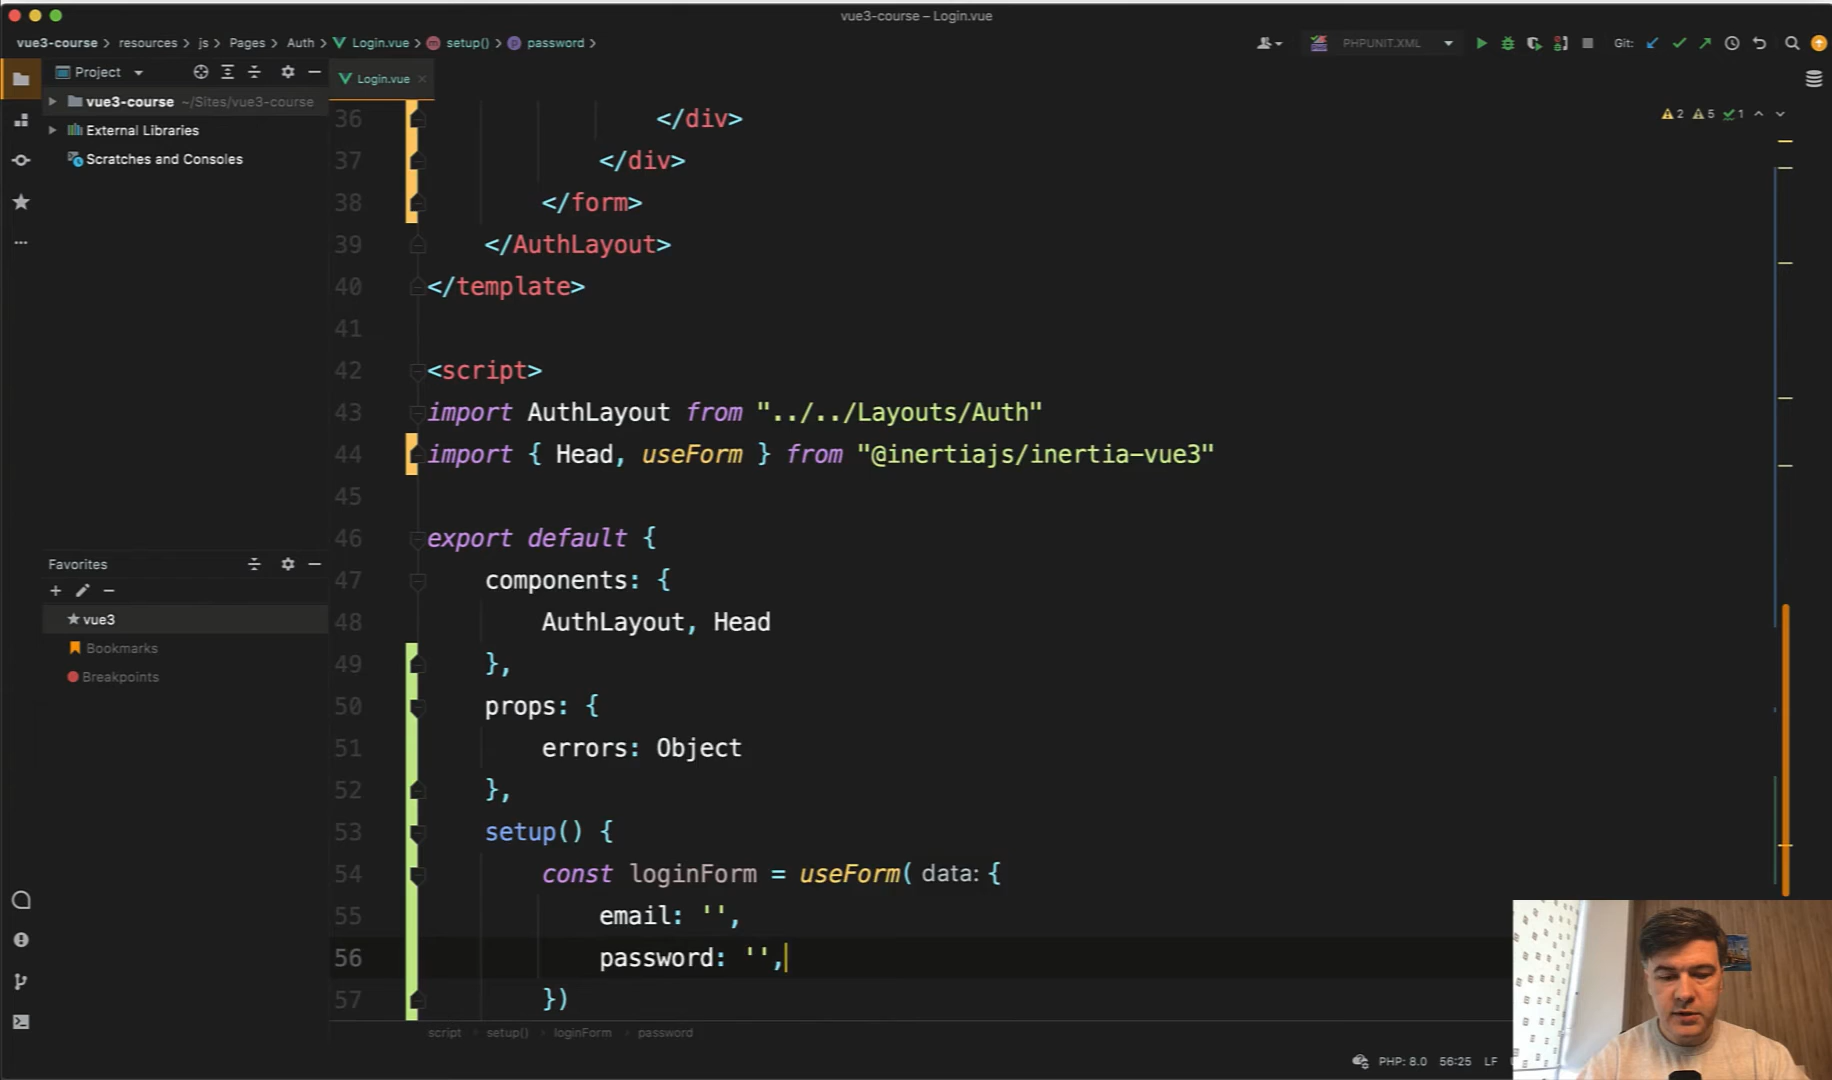 vue3-course – Login.vue
vue3-course > resources > js > Pages > Auth > Login.vue > setup() > password >
PHPUNIT.XML
Git:
Project
Login.vue
2 5 1
vue3-course ~/Sites/vue3-course
External Libraries
Scratches and Consoles
36 </div>
37 </div>
38 </form>
39 </AuthLayout>
40 </template>
41
42 <script>
43 import AuthLayout from "../../Layouts/Auth"
44 import { Head, useForm } from "@inertiajs/inertia-vue3"
45
46 export default {
47 components: {
48 AuthLayout, Head
49 },
50 props: {
51 errors: Object
52 },
53 setup() {
54 const loginForm = useForm( data: {
55 email: '',
56 password: '',
57 })
Favorites
vue3
Bookmarks
Breakpoints
script > setup() > loginForm > password
PHP: 8.0 56:25 LF